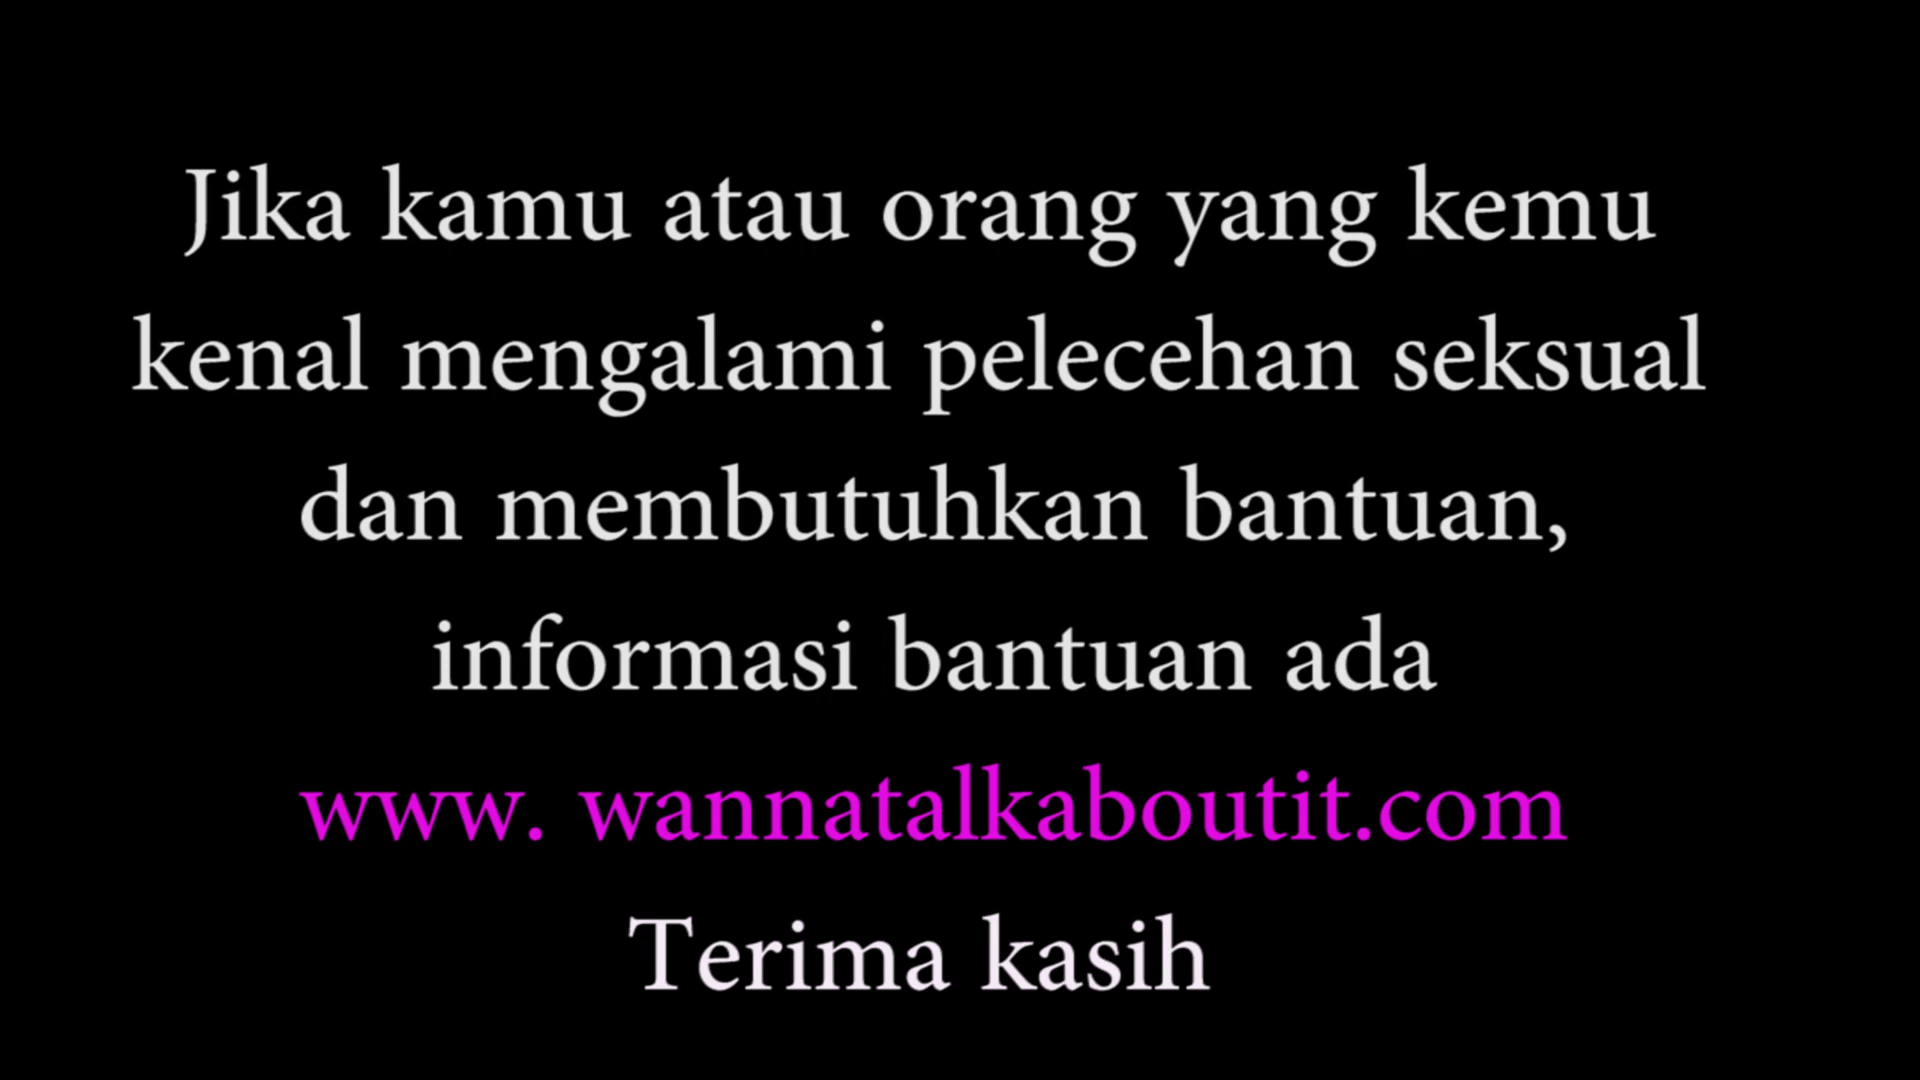 Jika kamu atau orang yang kemu
kenal mengalami pelecehan seksual
dan membutuhkan bantuan,
informasi bantuan ada
www. wannatalkaboutit.com
Terima kasih